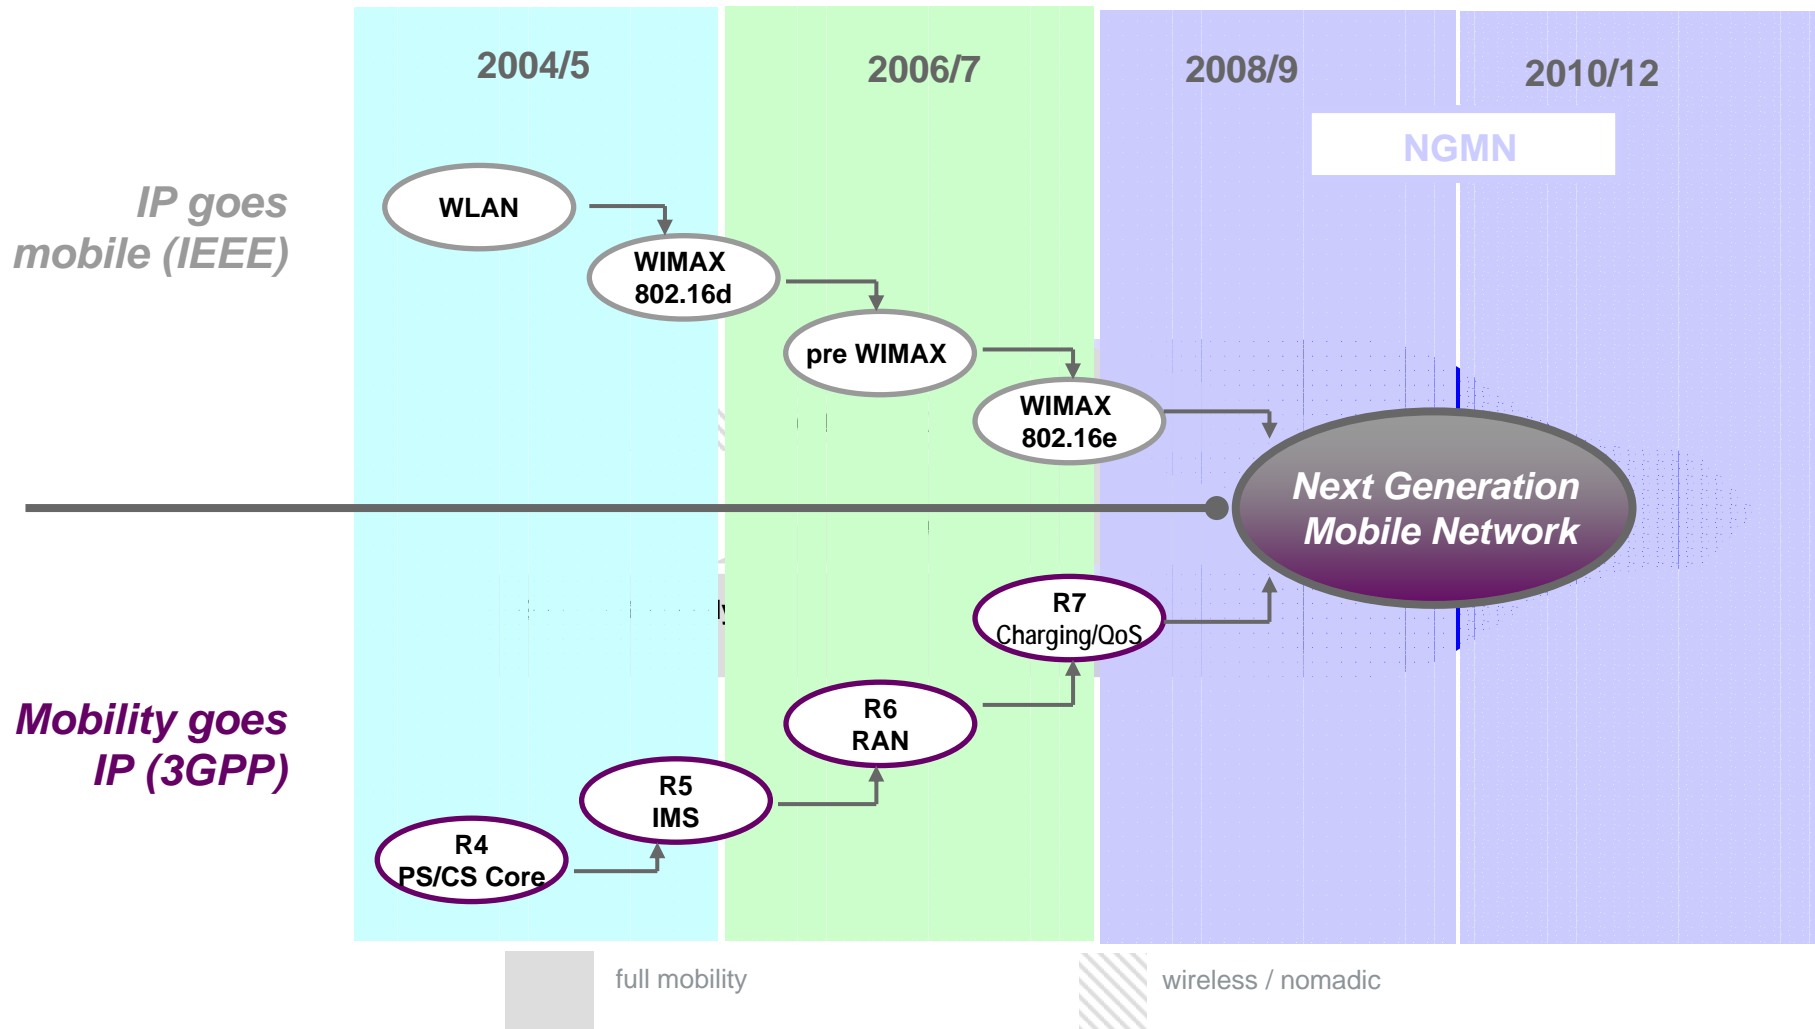 2004/5
2006/7
2008/9
2010/12
NGMN
IP goes
mobile (IEEE)
WLAN
WIMAX
802.16d
pre WIMAX
WIMAX
802.16e
Next Generation
Mobile Network
R7
Charging/QoS
Mobility goes
IP (3GPP)
R6
RAN
R5
IMS
R4
PS/CS Core
full mobility
wireless / nomadic